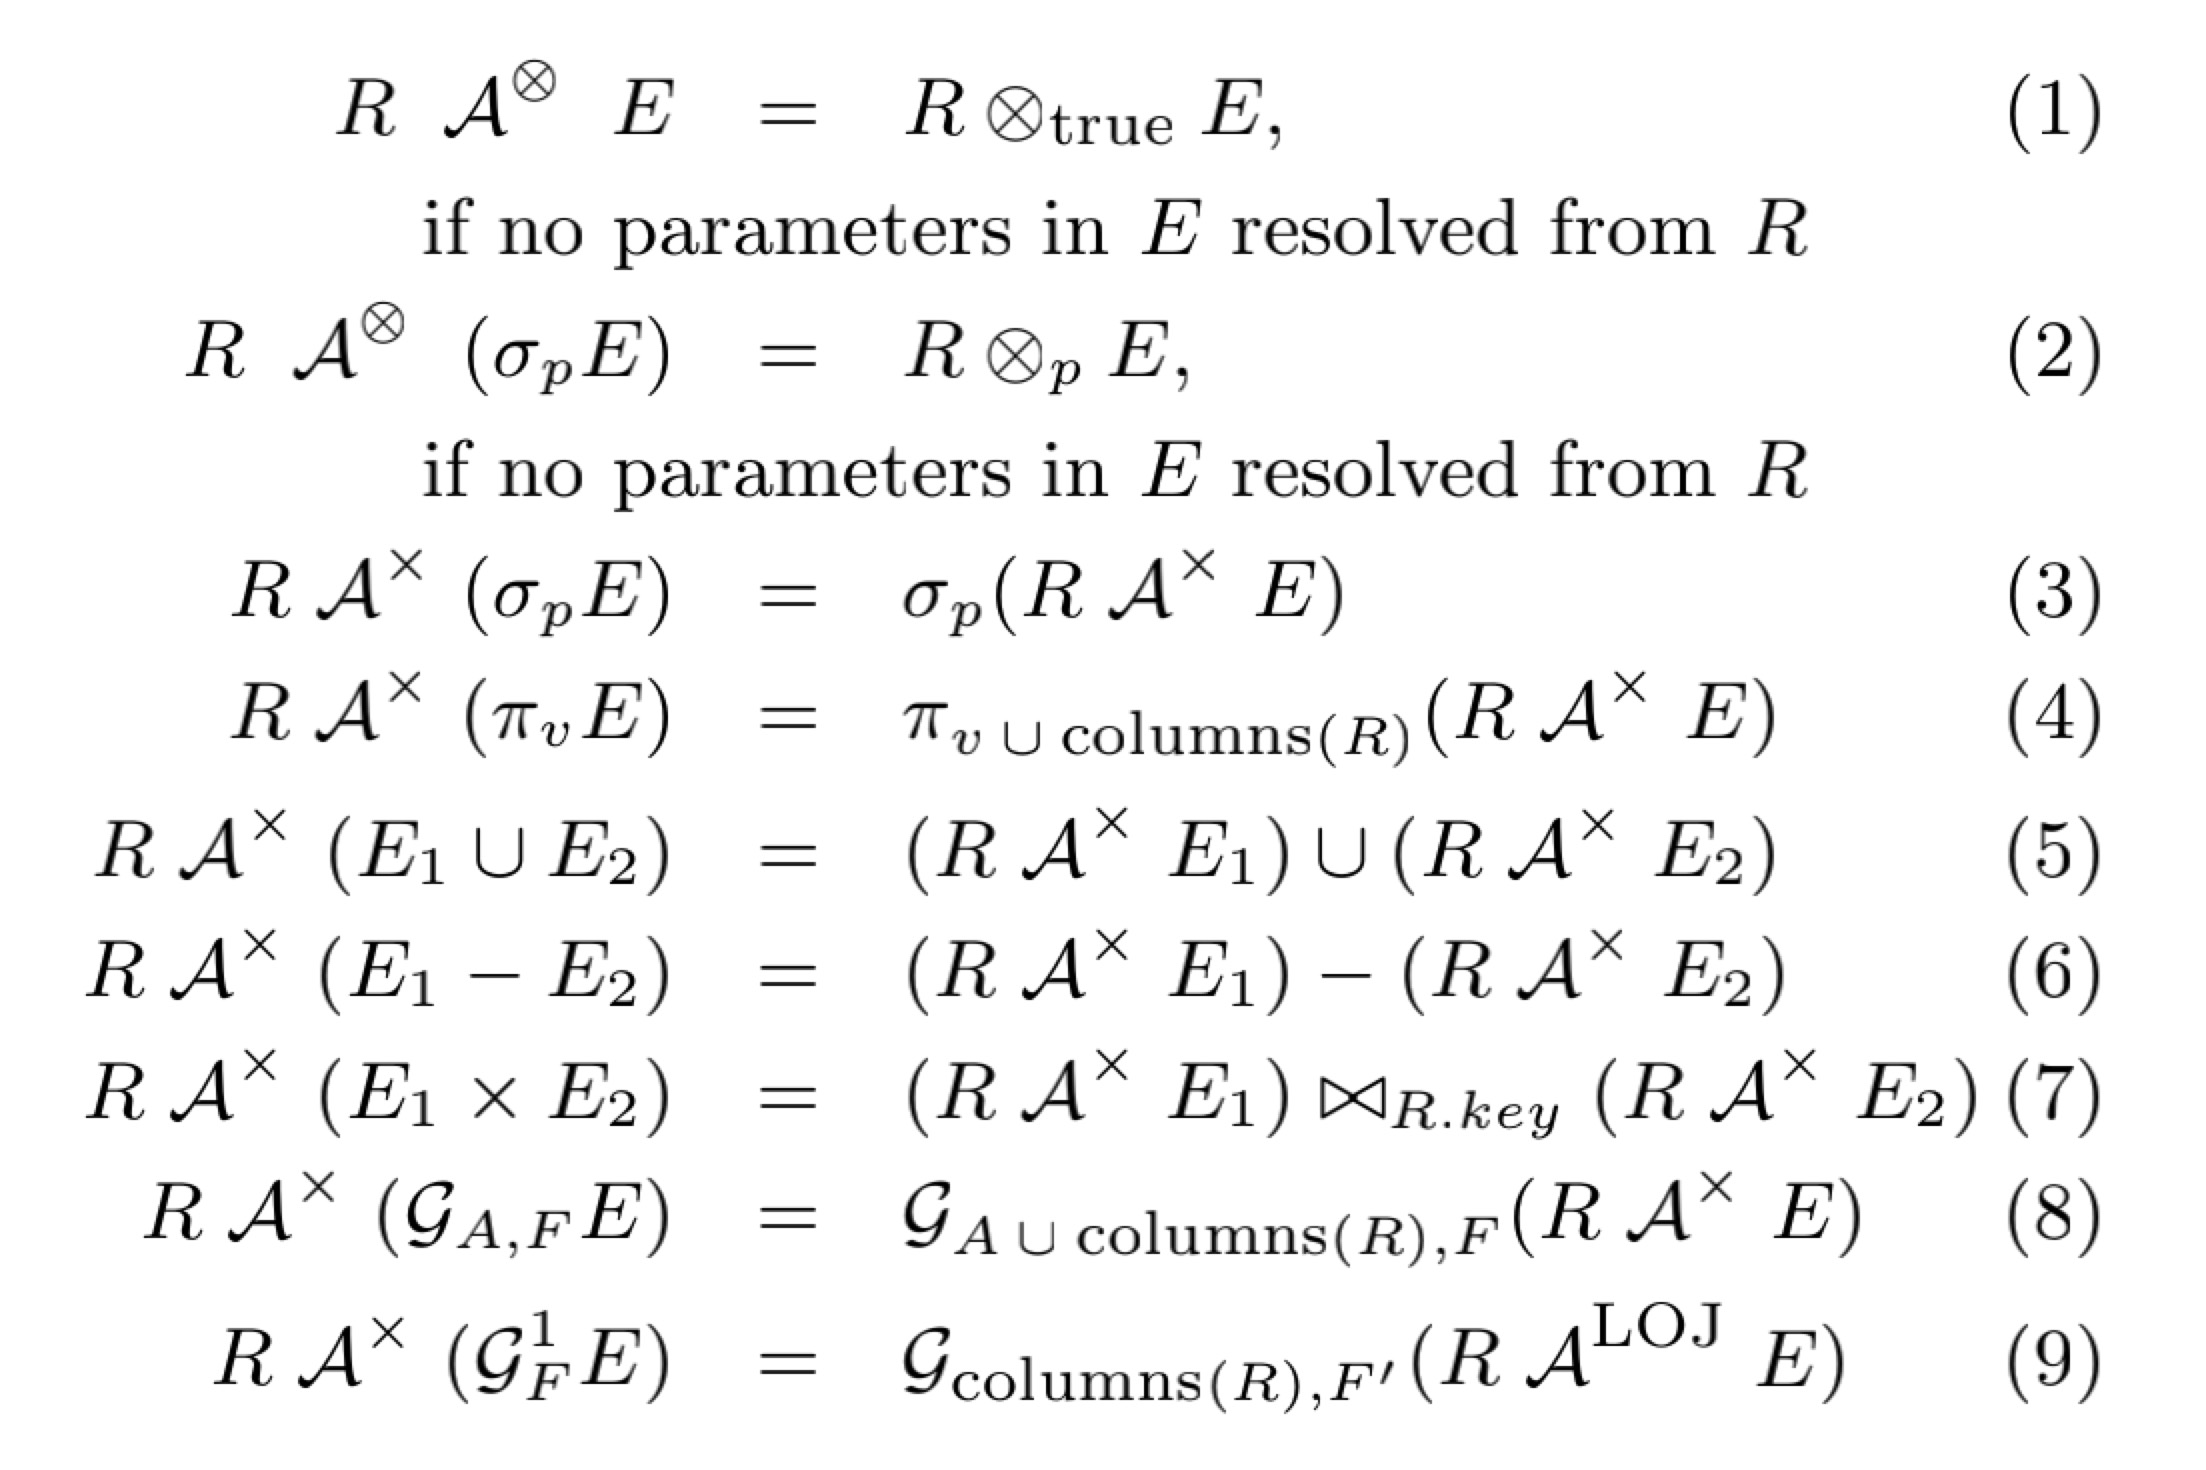 R 𝒜^⊗ E = R ⊗_true E, (1)
if no parameters in E resolved from R
R 𝒜^⊗ (σ_p E) = R ⊗_p E, (2)
if no parameters in E resolved from R
R 𝒜^× (σ_p E) = σ_p(R 𝒜^× E) (3)
R 𝒜^× (π_v E) = π_{v ∪ columns(R)}(R 𝒜^× E) (4)
R 𝒜^× (E_1 ∪ E_2) = (R 𝒜^× E_1) ∪ (R 𝒜^× E_2) (5)
R 𝒜^× (E_1 − E_2) = (R 𝒜^× E_1) − (R 𝒜^× E_2) (6)
R 𝒜^× (E_1 × E_2) = (R 𝒜^× E_1) ⋈_{R.key} (R 𝒜^× E_2) (7)
R 𝒜^× (𝒢_{A,F} E) = 𝒢_{A ∪ columns(R),F}(R 𝒜^× E) (8)
R 𝒜^× (𝒢^1_F E) = 𝒢_{columns(R),F′}(R 𝒜^LOJ E) (9)